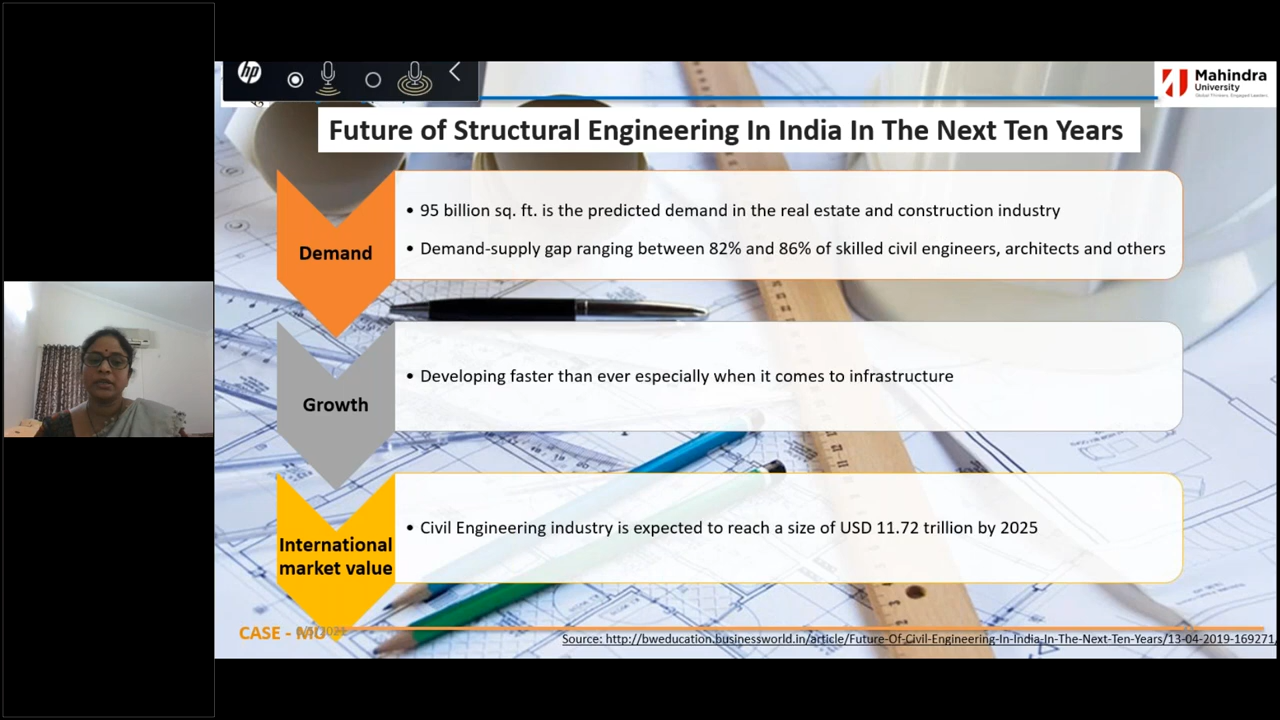 hp
Mahindra
University
Global Thinkers. Engaged Leaders.
Future of Structural Engineering In India In The Next Ten Years
Demand
• 95 billion sq. ft. is the predicted demand in the real estate and construction industry
• Demand-supply gap ranging between 82% and 86% of skilled civil engineers, architects and others
Growth
• Developing faster than ever especially when it comes to infrastructure
International
market value
• Civil Engineering industry is expected to reach a size of USD 11.72 trillion by 2025
CASE - MU
Source: http://bweducation.businessworld.in/article/Future-Of-Civil-Engineering-In-India-In-The-Next-Ten-Years/13-04-2019-169271